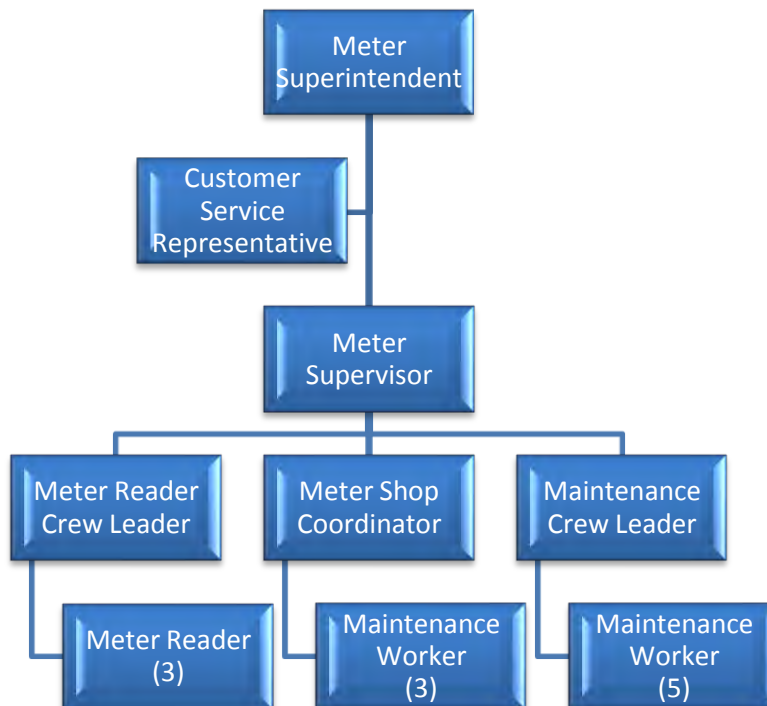 Meter
Superintendent
Customer
Service
Representative
Meter
Supervisor
Meter Reader
Crew Leader
Meter Shop
Coordinator
Maintenance
Crew Leader
Meter Reader
(3)
Maintenance
Worker
(3)
Maintenance
Worker
(5)